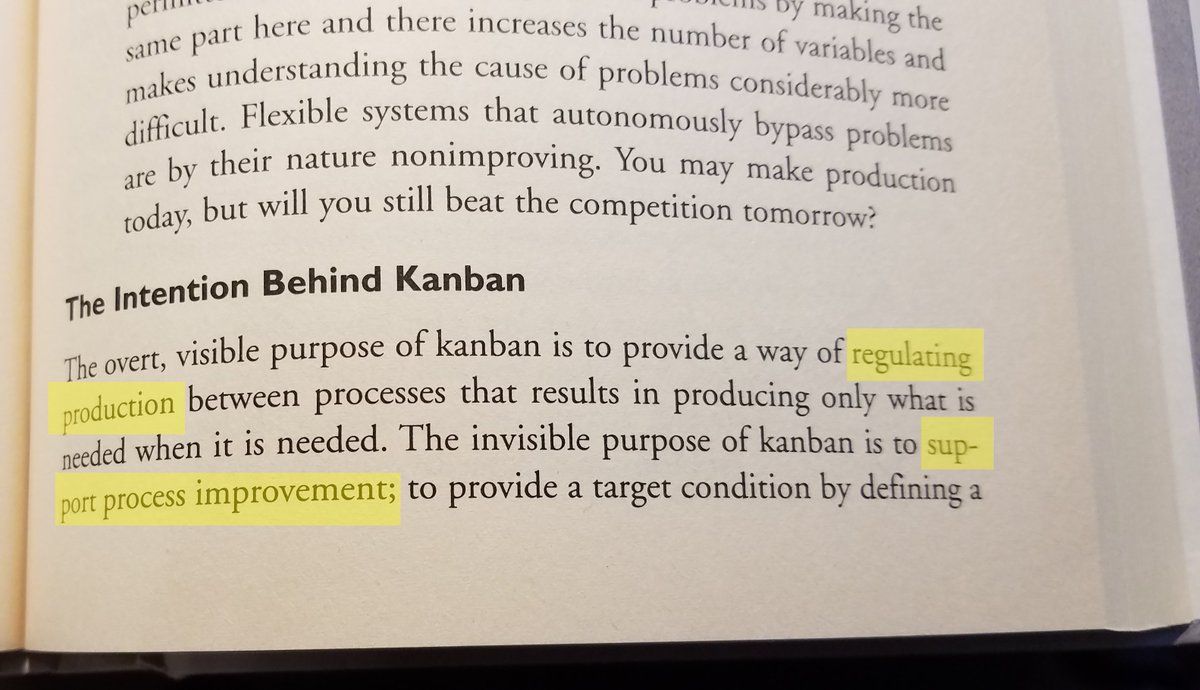 by making the
same part here and there increases the number of variables and
makes understanding the cause of problems considerably more
difficult. Flexible systems that autonomously bypass problems
are by their nature nonimproving. You may make production
today, but will you still beat the competition tomorrow?
The Intention Behind Kanban
The overt, visible purpose of kanban is to provide a way of regulating
production between processes that results in producing only what is
needed when it is needed. The invisible purpose of kanban is to sup-
port process improvement; to provide a target condition by defining a